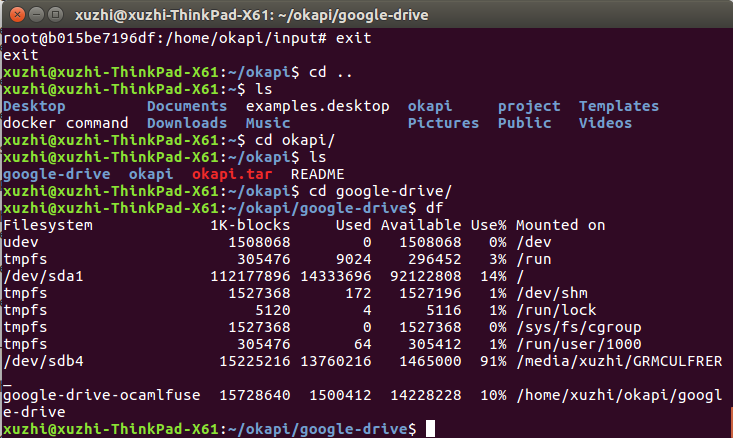 xuzhi@xuzhi-ThinkPad-X61: ~/okapi/google-drive
root@b015be7196df:/home/okapi/input# exit
exit
xuzhi@xuzhi-ThinkPad-X61:~/okapi$ cd ..
xuzhi@xuzhi-ThinkPad-X61:~$ ls
Desktop         Documents  examples.desktop  okapi     project  Templates
docker command  Downloads  Music             Pictures  Public   Videos
xuzhi@xuzhi-ThinkPad-X61:~$ cd okapi/
xuzhi@xuzhi-ThinkPad-X61:~/okapi$ ls
google-drive  okapi  okapi.tar  README
xuzhi@xuzhi-ThinkPad-X61:~/okapi$ cd google-drive/
xuzhi@xuzhi-ThinkPad-X61:~/okapi/google-drive$ df
Filesystem             1K-blocks     Used Available Use% Mounted on
udev                     1508068        0   1508068   0% /dev
tmpfs                     305476     9024    296452   3% /run
/dev/sda1              112177896 14333696  92122808  14% /
tmpfs                    1527368      172   1527196   1% /dev/shm
tmpfs                       5120        4      5116   1% /run/lock
tmpfs                    1527368        0   1527368   0% /sys/fs/cgroup
tmpfs                     305476       64    305412   1% /run/user/1000
/dev/sdb4               15225216 13760216   1465000  91% /media/xuzhi/GRMCULFRER
_
google-drive-ocamlfuse  15728640  1500412  14228228  10% /home/xuzhi/okapi/googl
e-drive
xuzhi@xuzhi-ThinkPad-X61:~/okapi/google-drive$